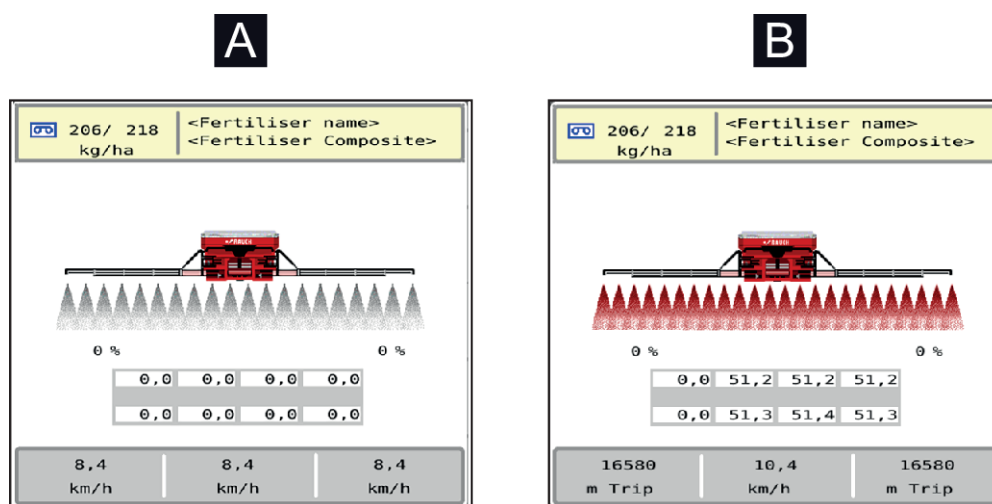 A
206/ 218
kg/ha
<Fertiliser name>
<Fertiliser Composite>
RAUCH
0 %
0 %
0,0 0,0 0,0 0,0
0,0 0,0 0,0 0,0
8,4 8,4 8,4
km/h km/h km/h
B
206/ 218
kg/ha
<Fertiliser name>
<Fertiliser Composite>
RAUCH
0 %
0 %
0,0 51,2 51,2 51,2
0,0 51,3 51,4 51,3
16580 10,4 16580
m Trip km/h m Trip